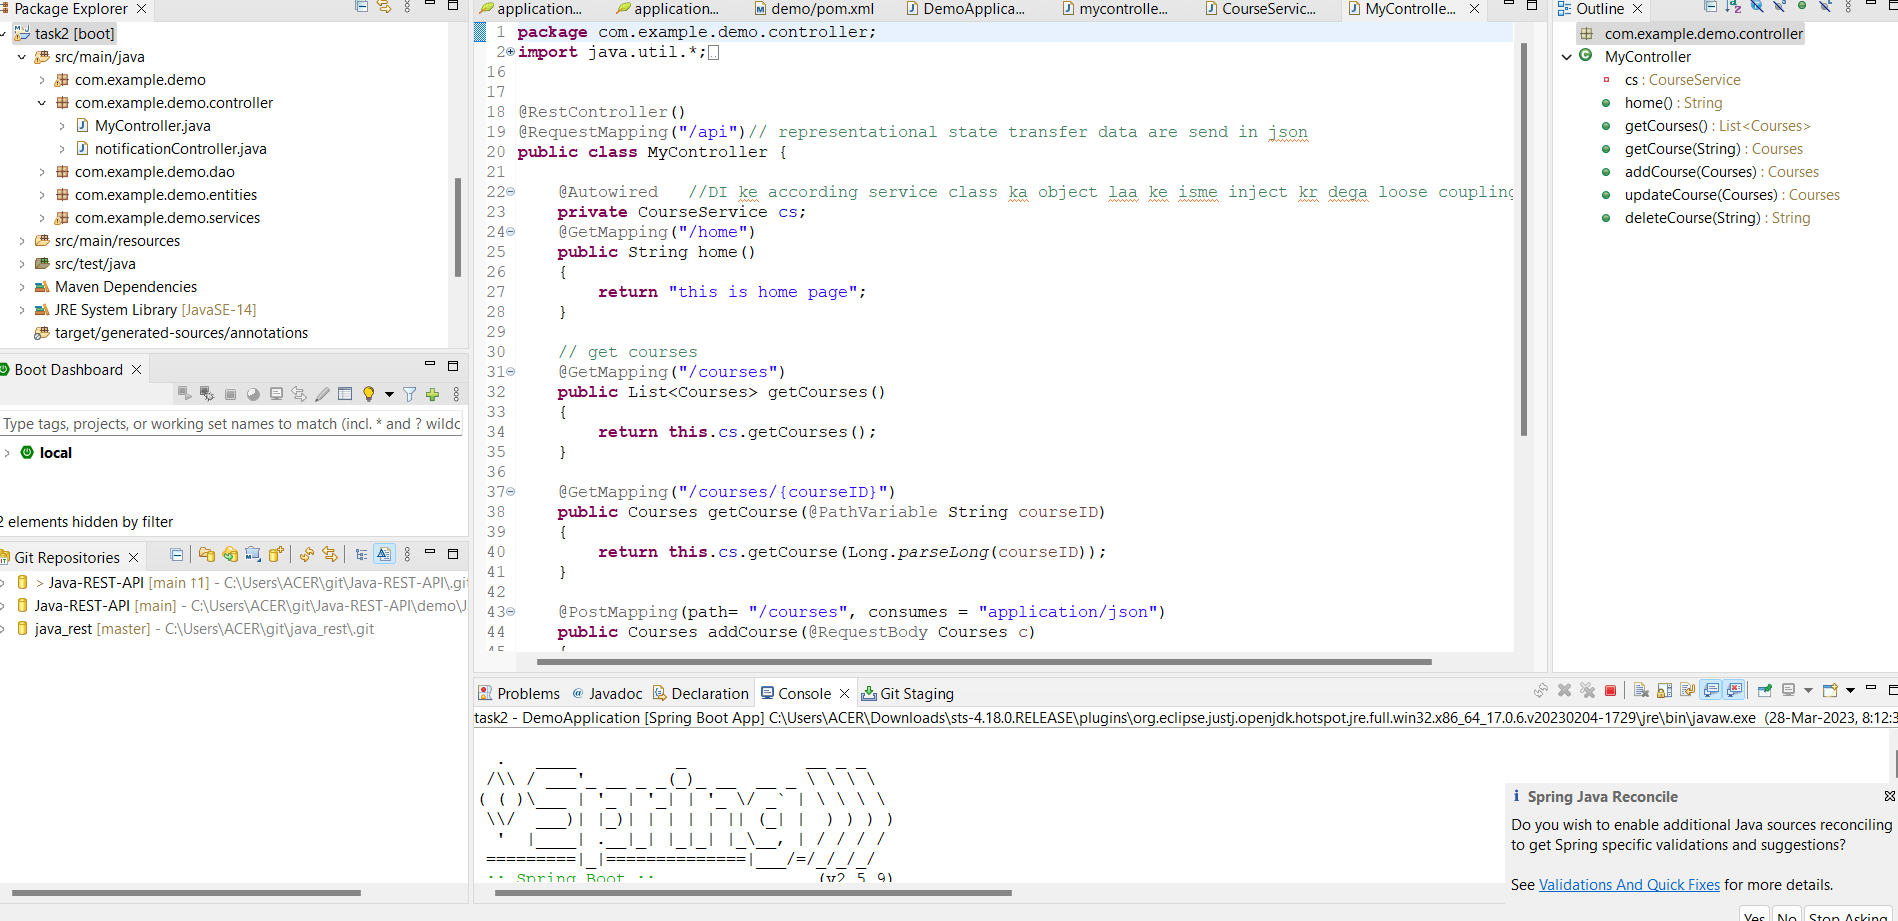 Package Explorer
task2 [boot]
src/main/java
com.example.demo
com.example.demo.controller
MyController.java
notificationController.java
com.example.demo.dao
com.example.demo.entities
com.example.demo.services
src/main/resources
src/test/java
Maven Dependencies
JRE System Library [JavaSE-14]
target/generated-sources/annotations
Boot Dashboard
Type tags, projects, or working set names to match (incl. * and ? wildc
local
2 elements hidden by filter
Git Repositories
> Java-REST-API [main ↑1] - C:\Users\ACER\git\Java-REST-API\.gi
Java-REST-API [main] - C:\Users\ACER\git\Java-REST-API\demo\J
java_rest [master] - C:\Users\ACER\git\java_rest\.git
application... application... demo/pom.xml DemoApplica... mycontrolle... CourseServic... MyControlle...
1 package com.example.demo.controller;
2 import java.util.*;
16
17
18 @RestController()
19 @RequestMapping("/api")// representational state transfer data are send in json
20 public class MyController {
21
22 @Autowired //DI ke according service class ka object laa ke isme inject kr dega loose coupling
23 private CourseService cs;
24 @GetMapping("/home")
25 public String home()
26 {
27 return "this is home page";
28 }
29
30 // get courses
31 @GetMapping("/courses")
32 public List<Courses> getCourses()
33 {
34 return this.cs.getCourses();
35 }
36
37 @GetMapping("/courses/{courseID}")
38 public Courses getCourse(@PathVariable String courseID)
39 {
40 return this.cs.getCourse(Long.parseLong(courseID));
41 }
42
43 @PostMapping(path= "/courses", consumes = "application/json")
44 public Courses addCourse(@RequestBody Courses c)
45 {
Outline
com.example.demo.controller
MyController
cs : CourseService
home() : String
getCourses() : List<Courses>
getCourse(String) : Courses
addCourse(Courses) : Courses
updateCourse(Courses) : Courses
deleteCourse(String) : String
Problems @ Javadoc Declaration Console Git Staging
task2 - DemoApplication [Spring Boot App] C:\Users\ACER\Downloads\sts-4.18.0.RELEASE\plugins\org.eclipse.justj.openjdk.hotspot.jre.full.win32.x86_64_17.0.6.v20230204-1729\jre\bin\javaw.exe (28-Mar-2023, 8:12:3
Spring
:: Spring Boot :: (v2.5.9)
Spring Java Reconcile
Do you wish to enable additional Java sources reconciling
to get Spring specific validations and suggestions?
See Validations And Quick Fixes for more details.
Yes No Stop Asking